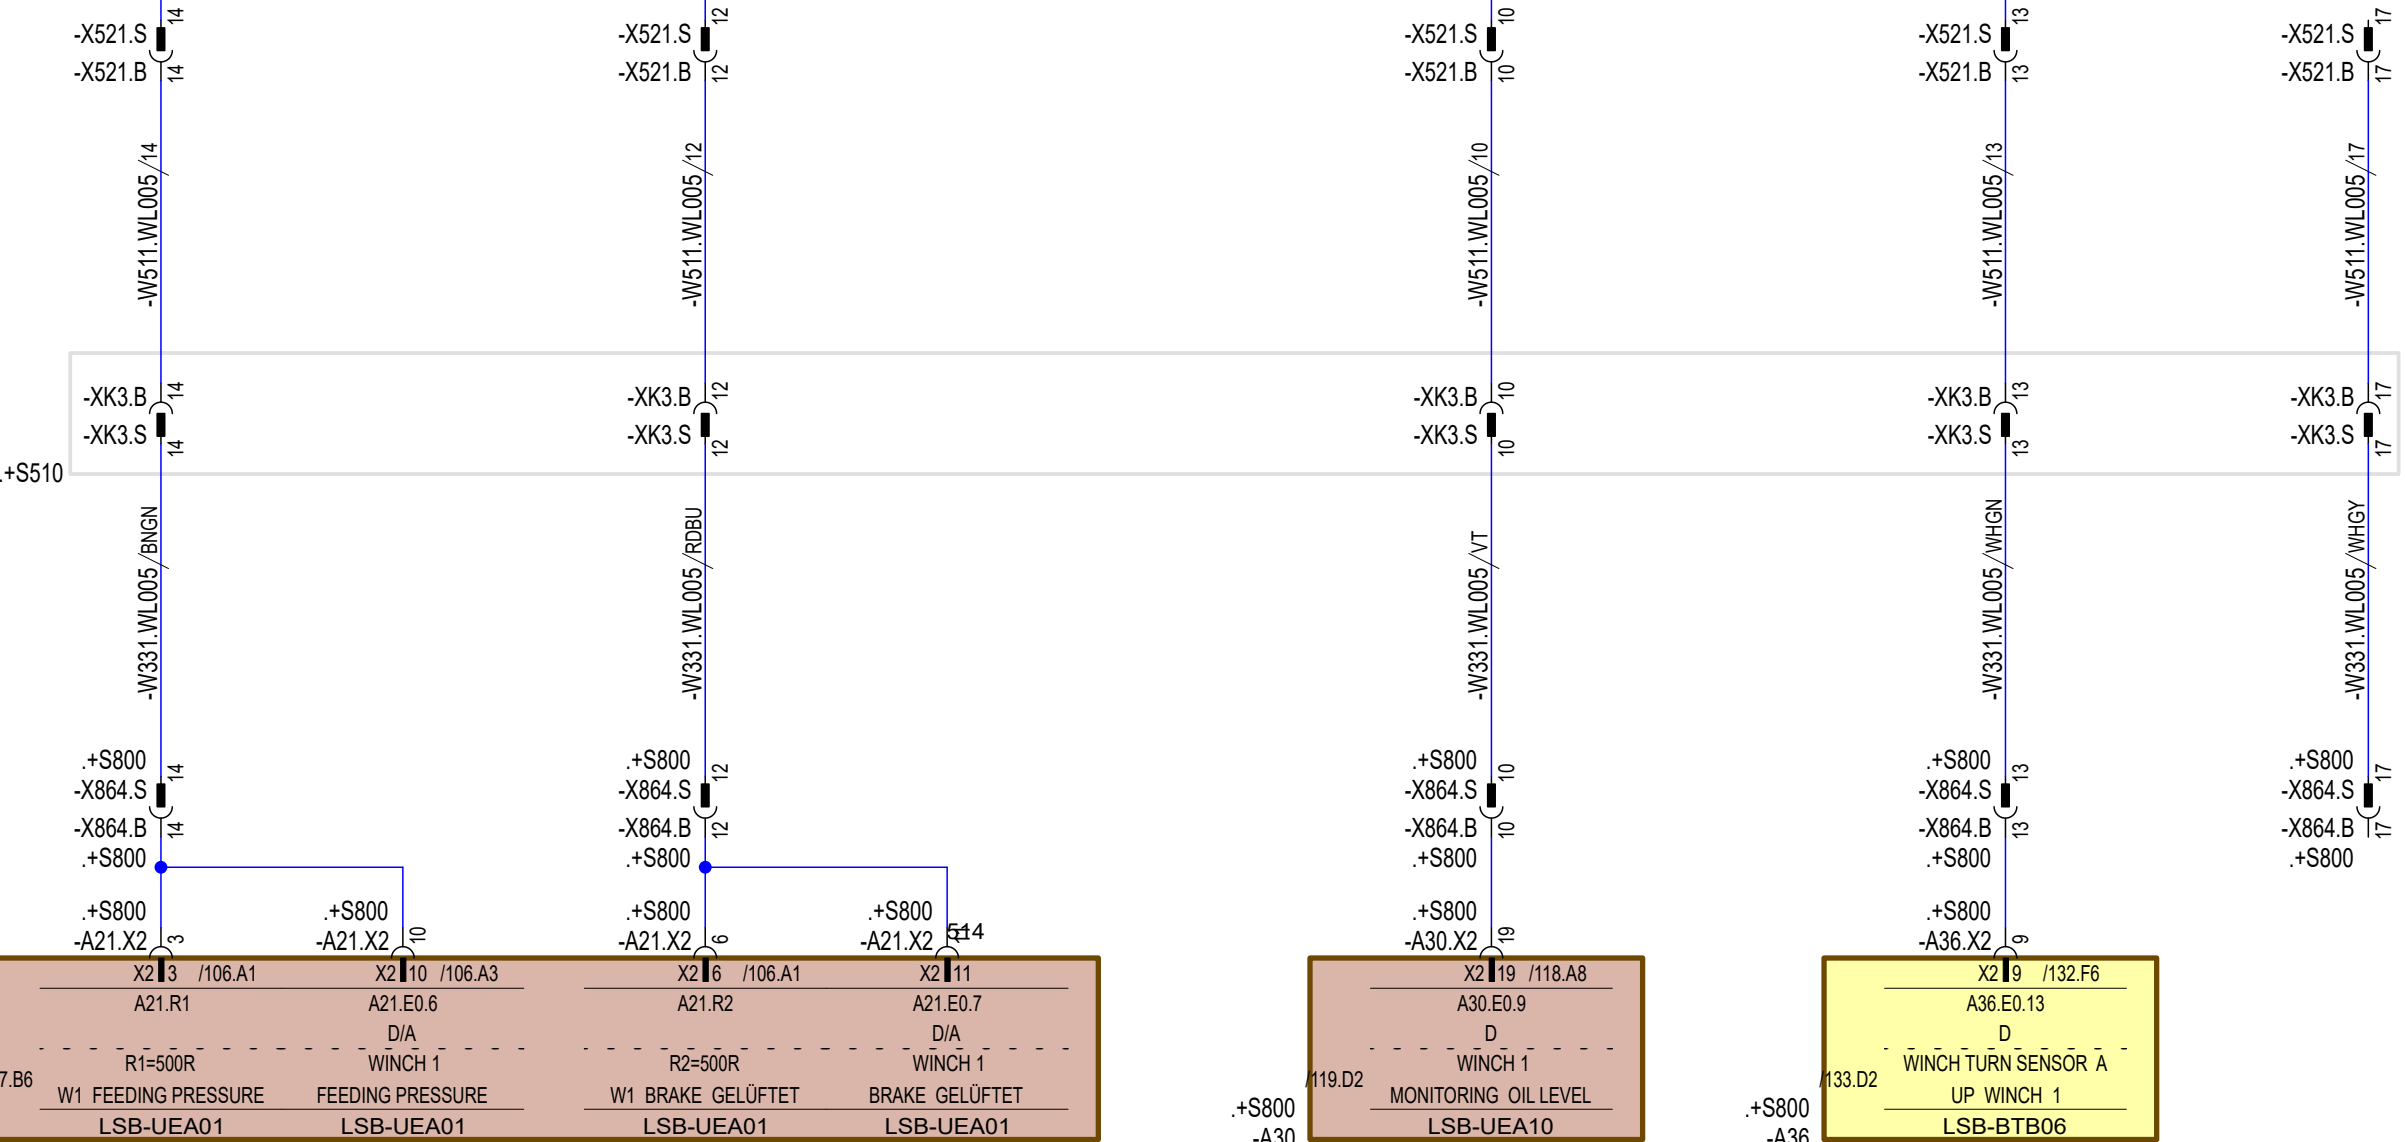 14 12 10 13 17
-X521.S -X521.S -X521.S -X521.S -X521.S
-X521.B -X521.B -X521.B -X521.B -X521.B
14 12 10 13 17
-W511.WL005 /14 -W511.WL005 /12 -W511.WL005 /10 -W511.WL005 /13 -W511.WL005 /17
14 12 10 13 17
-XK3.B -XK3.B -XK3.B -XK3.B -XK3.B
-XK3.S -XK3.S -XK3.S -XK3.S -XK3.S
14 12 10 13 17
.+S510
-W331.WL005 /BNGN -W331.WL005 /RDBU -W331.WL005 /VT -W331.WL005 /WHGN -W331.WL005 /WHGY
.+S800 .+S800 .+S800 .+S800 .+S800
14 12 10 13 17
-X864.S -X864.S -X864.S -X864.S -X864.S
-X864.B -X864.B -X864.B -X864.B -X864.B
14 12 10 13 17
.+S800 .+S800 .+S800 .+S800 .+S800
.+S800 .+S800 .+S800 .+S800 .+S800 .+S800
-A21.X2 3 -A21.X2 10 -A21.X2 6 -A21.X2 514 -A30.X2 19 -A36.X2 9
X2 3 /106.A1 X2 10 /106.A3 X2 6 /106.A1 X2 11 X2 19 /118.A8 X2 9 /132.F6
A21.R1 A21.E0.6 A21.R2 A21.E0.7 A30.E0.9 A36.E0.13
D/A D/A D D
R1=500R WINCH 1 R2=500R WINCH 1 WINCH 1 WINCH TURN SENSOR A
7.B6 /119.D2 /133.D2
W1 FEEDING PRESSURE FEEDING PRESSURE W1 BRAKE GELÜFTET BRAKE GELÜFTET MONITORING OIL LEVEL UP WINCH 1
.+S800 .+S800
LSB-UEA01 LSB-UEA01 LSB-UEA01 LSB-UEA01 LSB-UEA10 LSB-BTB06
-A30 -A36